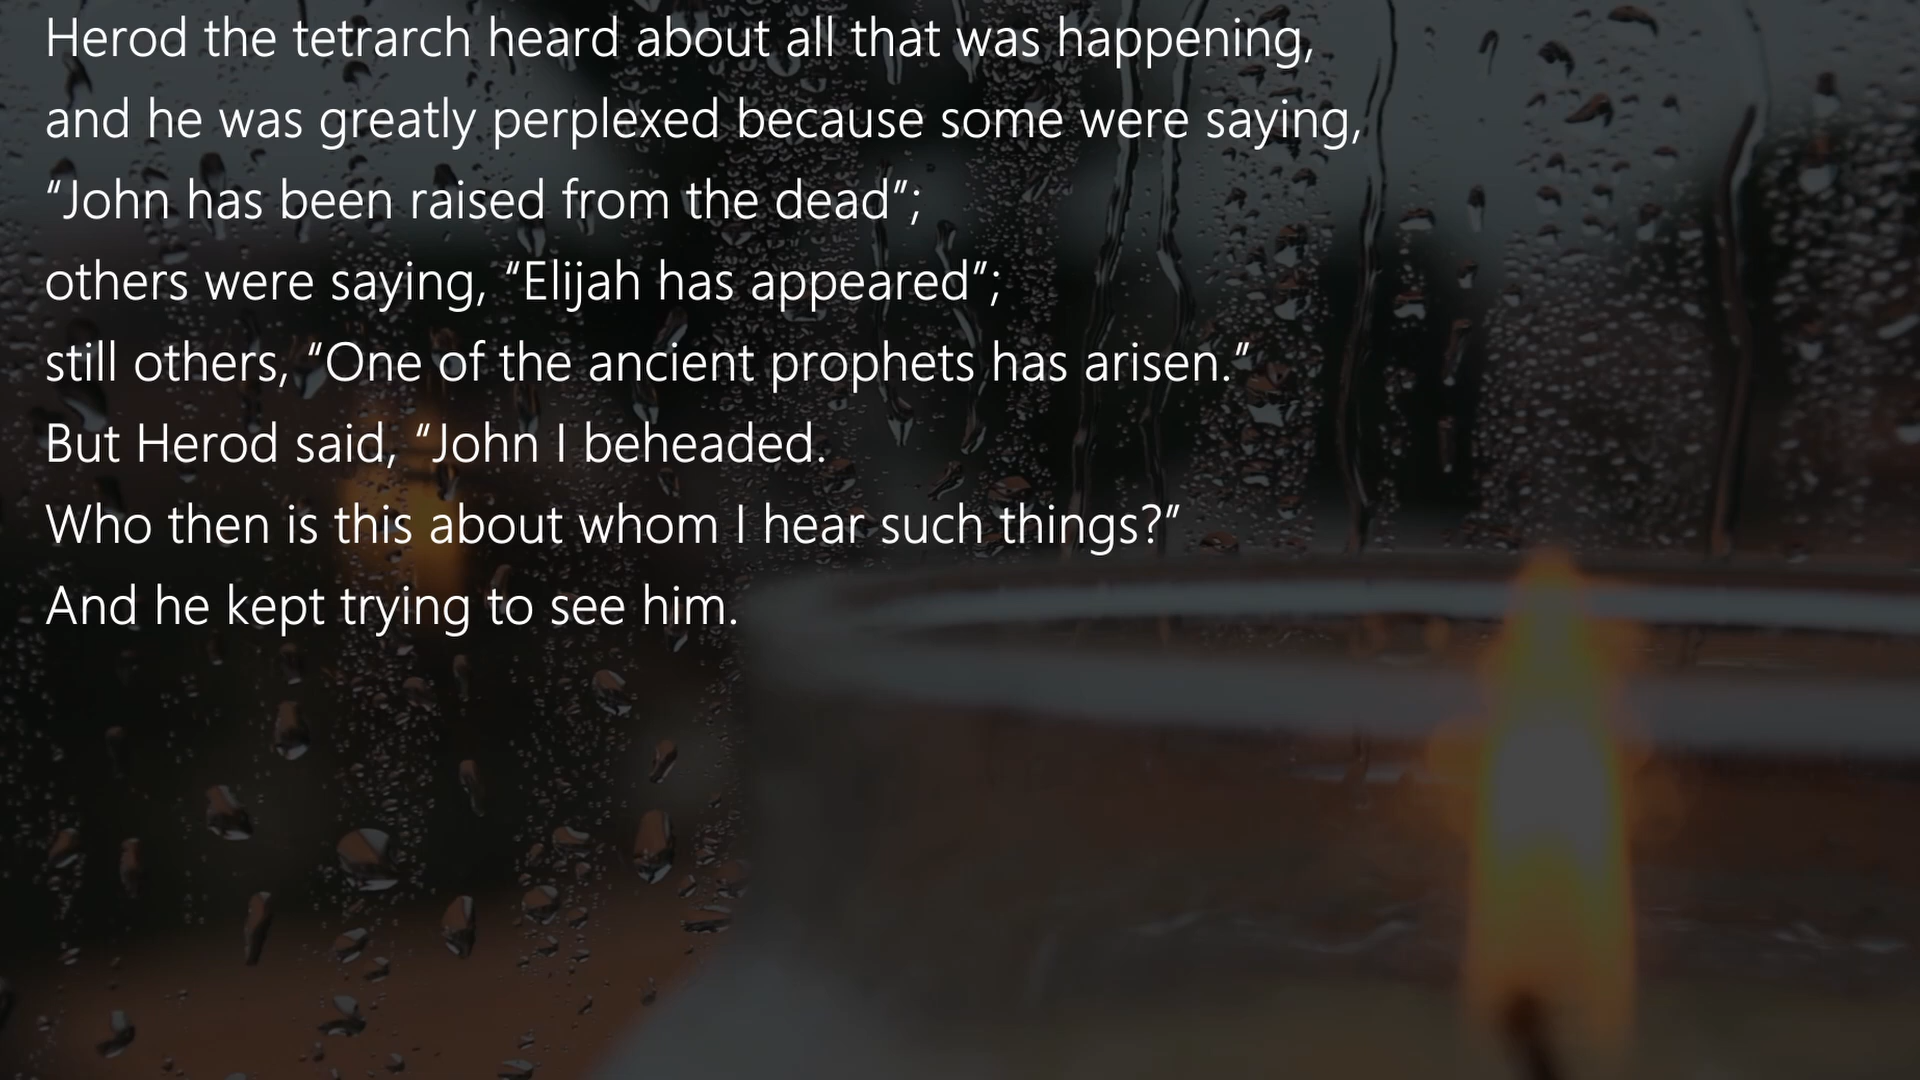 Herod the tetrarch heard about all that was happening,
and he was greatly perplexed because some were saying,
“John has been raised from the dead”;
others were saying, “Elijah has appeared”;
still others, “One of the ancient prophets has arisen.”
But Herod said, “John I beheaded.
Who then is this about whom I hear such things?”
And he kept trying to see him.